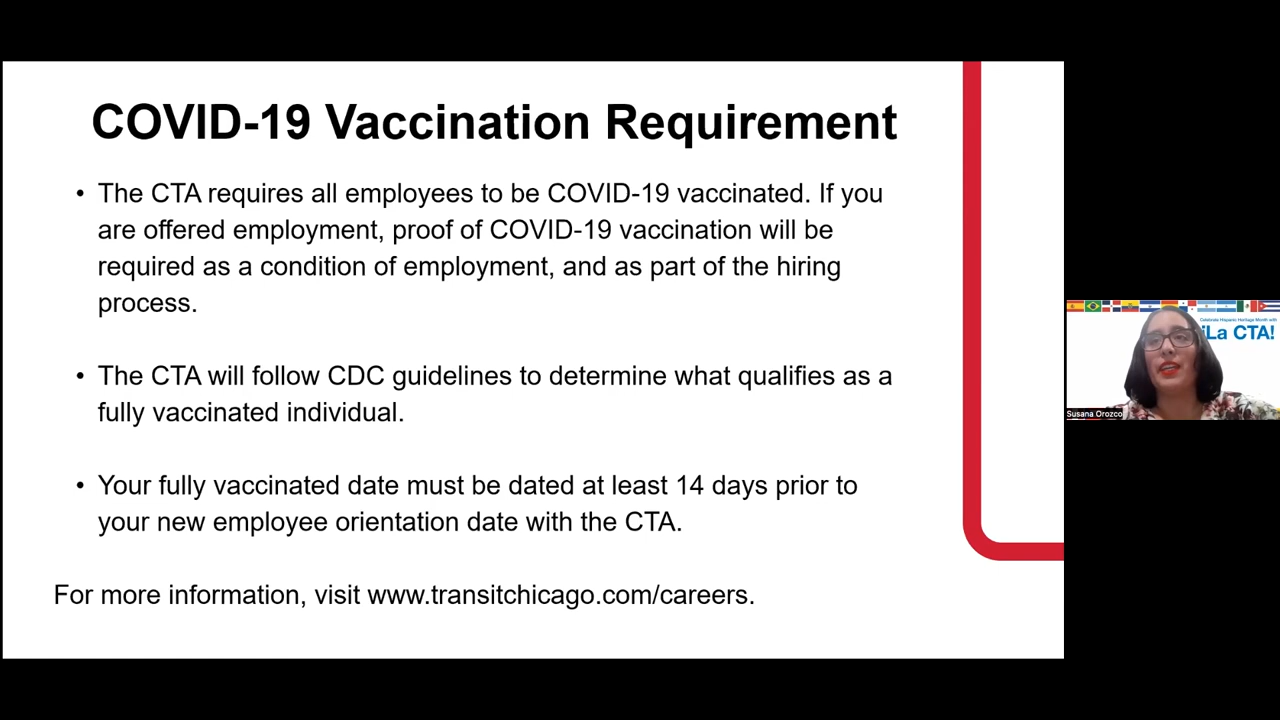 COVID-19 Vaccination Requirement
• The CTA requires all employees to be COVID-19 vaccinated. If you
are offered employment, proof of COVID-19 vaccination will be
required as a condition of employment, and as part of the hiring
process.
• The CTA will follow CDC guidelines to determine what qualifies as a
fully vaccinated individual.
• Your fully vaccinated date must be dated at least 14 days prior to
your new employee orientation date with the CTA.
For more information, visit www.transitchicago.com/careers.
Celebrate Hispanic Heritage Month with
¡La CTA!
Susana Orozco